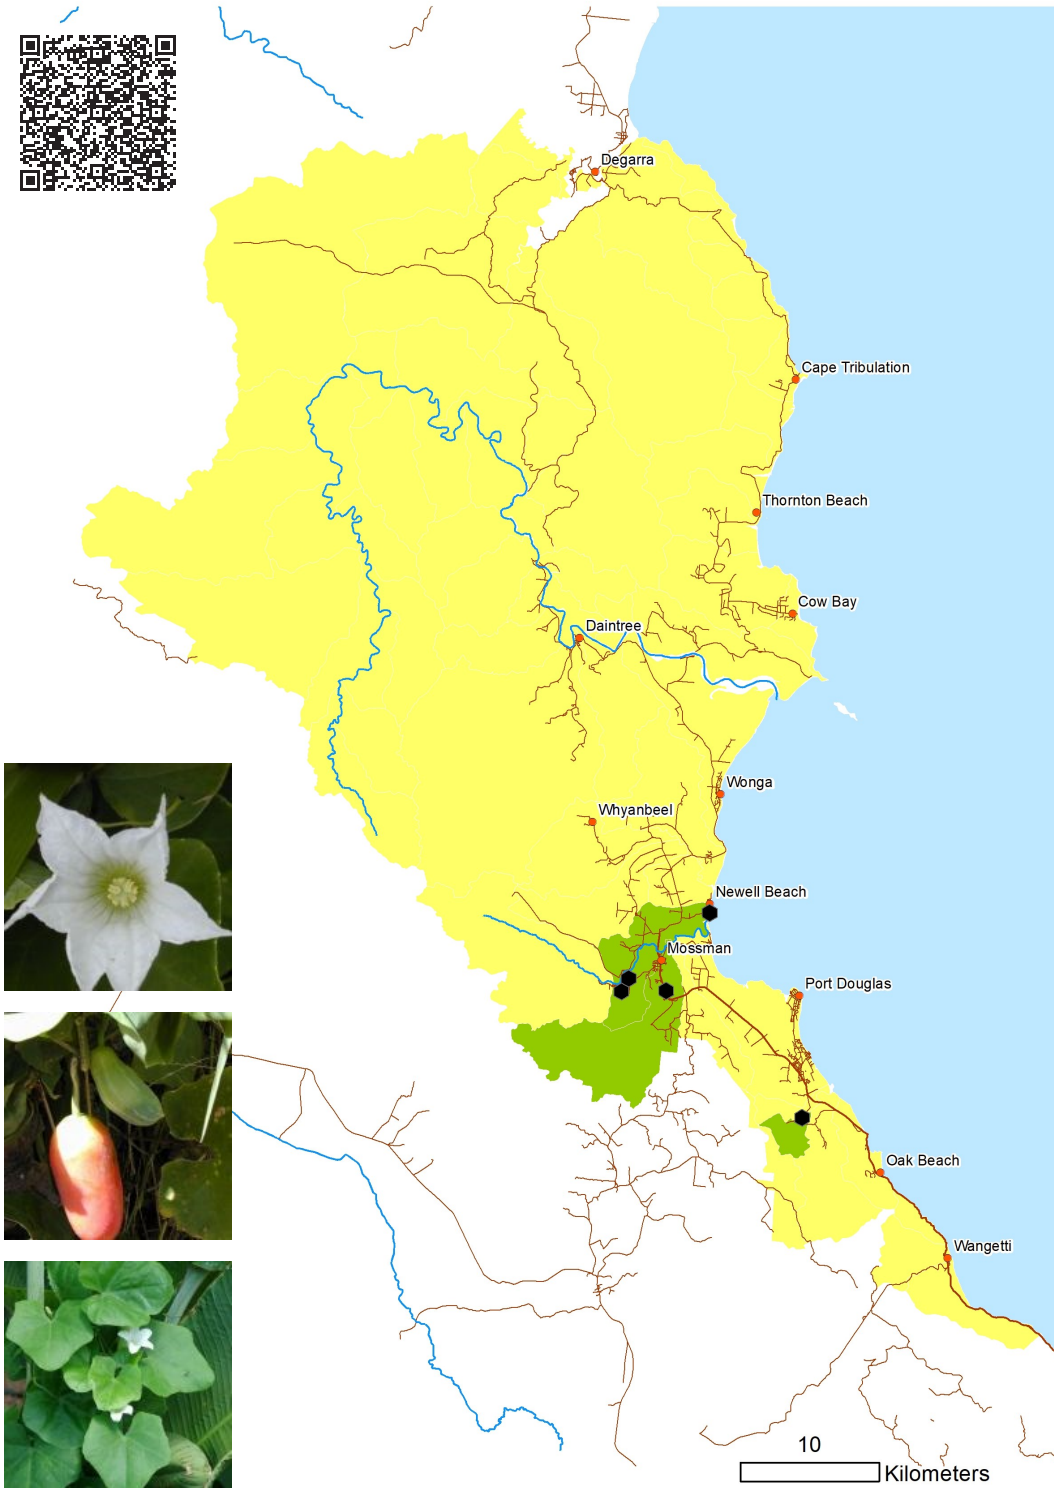 Degarra
Cape Tribulation
Thornton Beach
Cow Bay
Daintree
Wonga
Whyanbeel
Newell Beach
Mossman
Port Douglas
Oak Beach
Wangetti
10
Kilometers